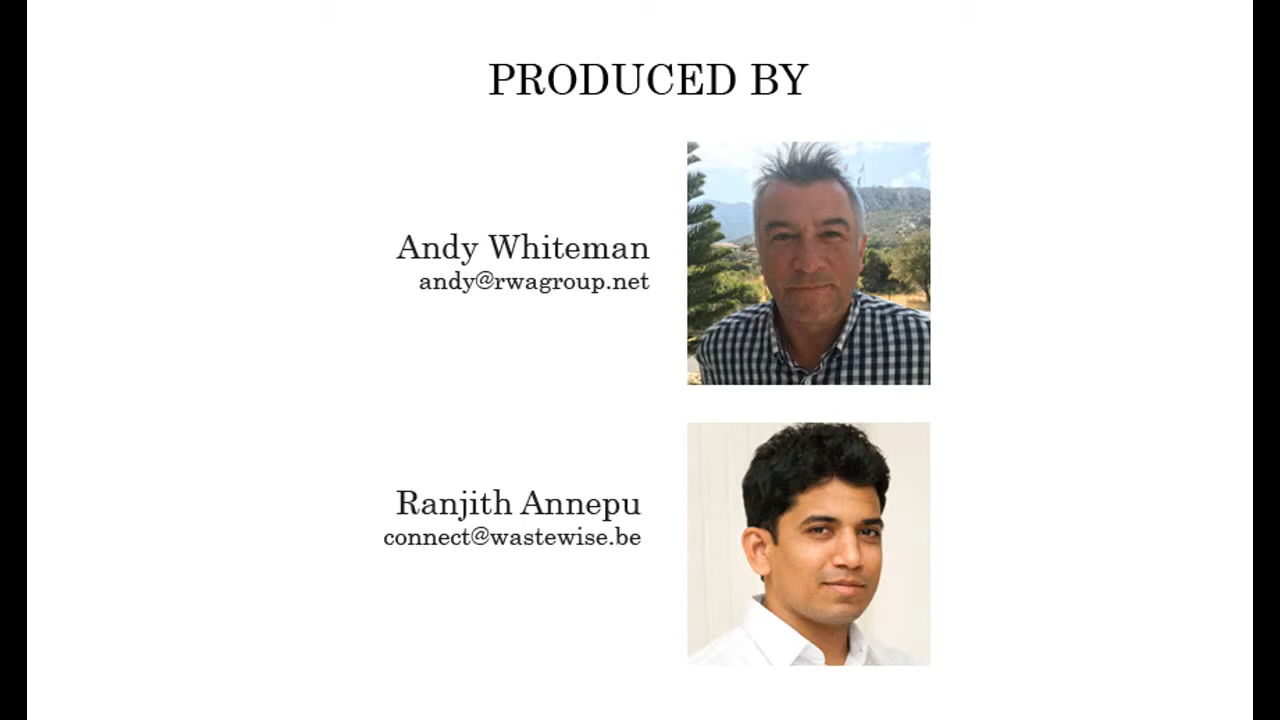 PRODUCED BY
Andy Whiteman
andy@rwagroup.net
Ranjith Annepu
connect@wastewise.be